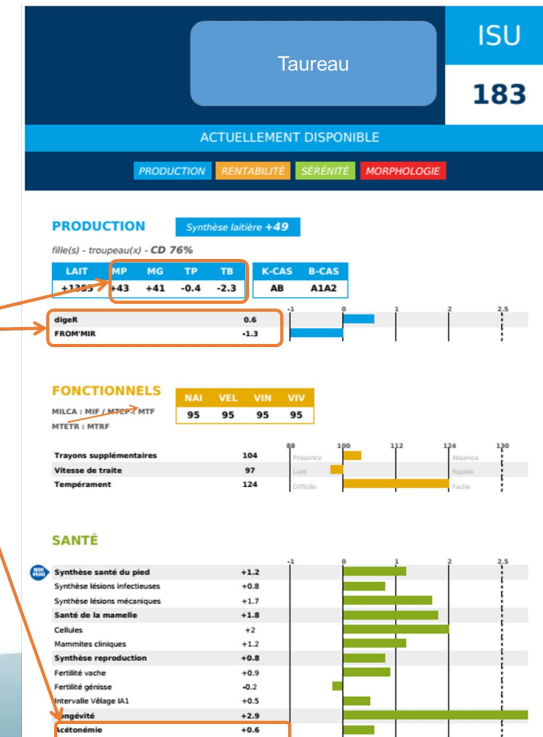 Taureau
ISU
183
ACTUELLEMENT DISPONIBLE
PRODUCTION RENTABILITÉ SÉRÉNITÉ MORPHOLOGIE
PRODUCTION Synthèse laitière +49
fille(s) - troupeau(x) - CD 76%
LAIT MP MG TP TB K-CAS B-CAS
+43 +41 -0.4 -2.3 AB A1A2
-1 0 1 2 2.5
digeR 0.6
FROM'MIR -1.3
FONCTIONNELS
NAI VEL VIN VIV
MILCA : MIF / MTCP / MTF
95 95 95 95
MTETR : MTRF
88 100 112 124 130
Trayons supplémentaires 104 Présence Absence
Vitesse de traite 97 Lent Rapide
Tempérament 124 Difficile Facile
SANTÉ
-1 0 1 2 2.5
NOU VEAU Synthèse santé du pied +1.2
Synthèse lésions infectieuses +0.8
Synthèse lésions mécaniques +1.7
Santé de la mamelle +1.8
Cellules +2
Mammites cliniques +1.2
Synthèse reproduction +0.8
Fertilité vache +0.9
Fertilité génisse -0.2
Intervalle Vêlage IA1 +0.5
Longévité +2.9
Acétonémie +0.6